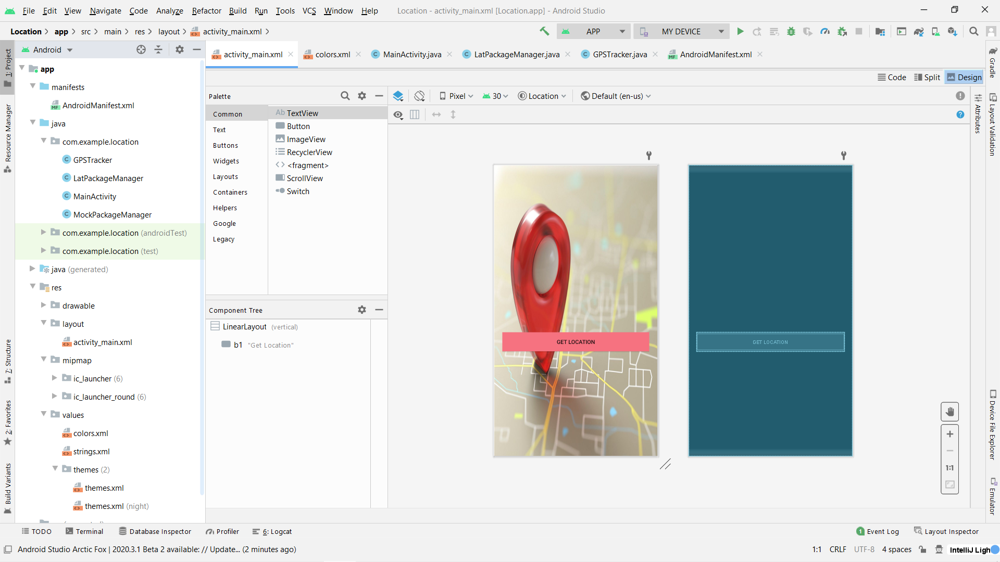 File Edit View Navigate Code Analyze Refactor Build Run Tools VCS Window Help Location - activity_main.xml [Location.app] - Android Studio
Location app src main res layout activity_main.xml APP MY DEVICE
Android
activity_main.xml colors.xml MainActivity.java LatPackageManager.java GPSTracker.java AndroidManifest.xml
Code Split Design
1: Project
Resource Manager
7: Structure
2: Favorites
Build Variants
app
manifests
MF AndroidManifest.xml
java
com.example.location
C GPSTracker
C LatPackageManager
C MainActivity
C MockPackageManager
com.example.location (androidTest)
com.example.location (test)
java (generated)
res
drawable
layout
activity_main.xml
mipmap
ic_launcher (6)
ic_launcher_round (6)
values
colors.xml
strings.xml
themes (2)
themes.xml
themes.xml (night)
Palette
Common
Text
Buttons
Widgets
Layouts
Containers
Helpers
Google
Legacy
Ab TextView
Button
ImageView
RecyclerView
<fragment>
ScrollView
Switch
Component Tree
LinearLayout (vertical)
b1 "Get Location"
Pixel 30 Location Default (en-us)
GET LOCATION
GET LOCATION
1:1
Attributes
Gradle
Layout Validation
Device File Explorer
Emulator
TODO Terminal Database Inspector Profiler 6: Logcat 1 Event Log Layout Inspector
Android Studio Arctic Fox | 2020.3.1 Beta 2 available: // Update... (2 minutes ago) 1:1 CRLF UTF-8 4 spaces IntelliJ Ligh